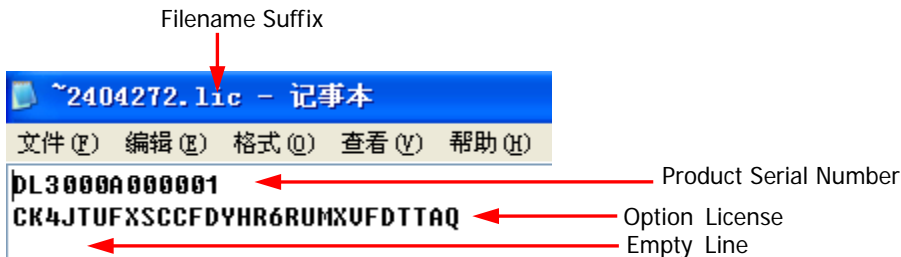 Filename Suffix
~2404272.lic - 记事本
文件(F) 编辑(E) 格式(O) 查看(V) 帮助(H)
DL3000A000001 Product Serial Number
CK4JTUFXSCCFDYHR6RUMXVFDTTAQ Option License
Empty Line